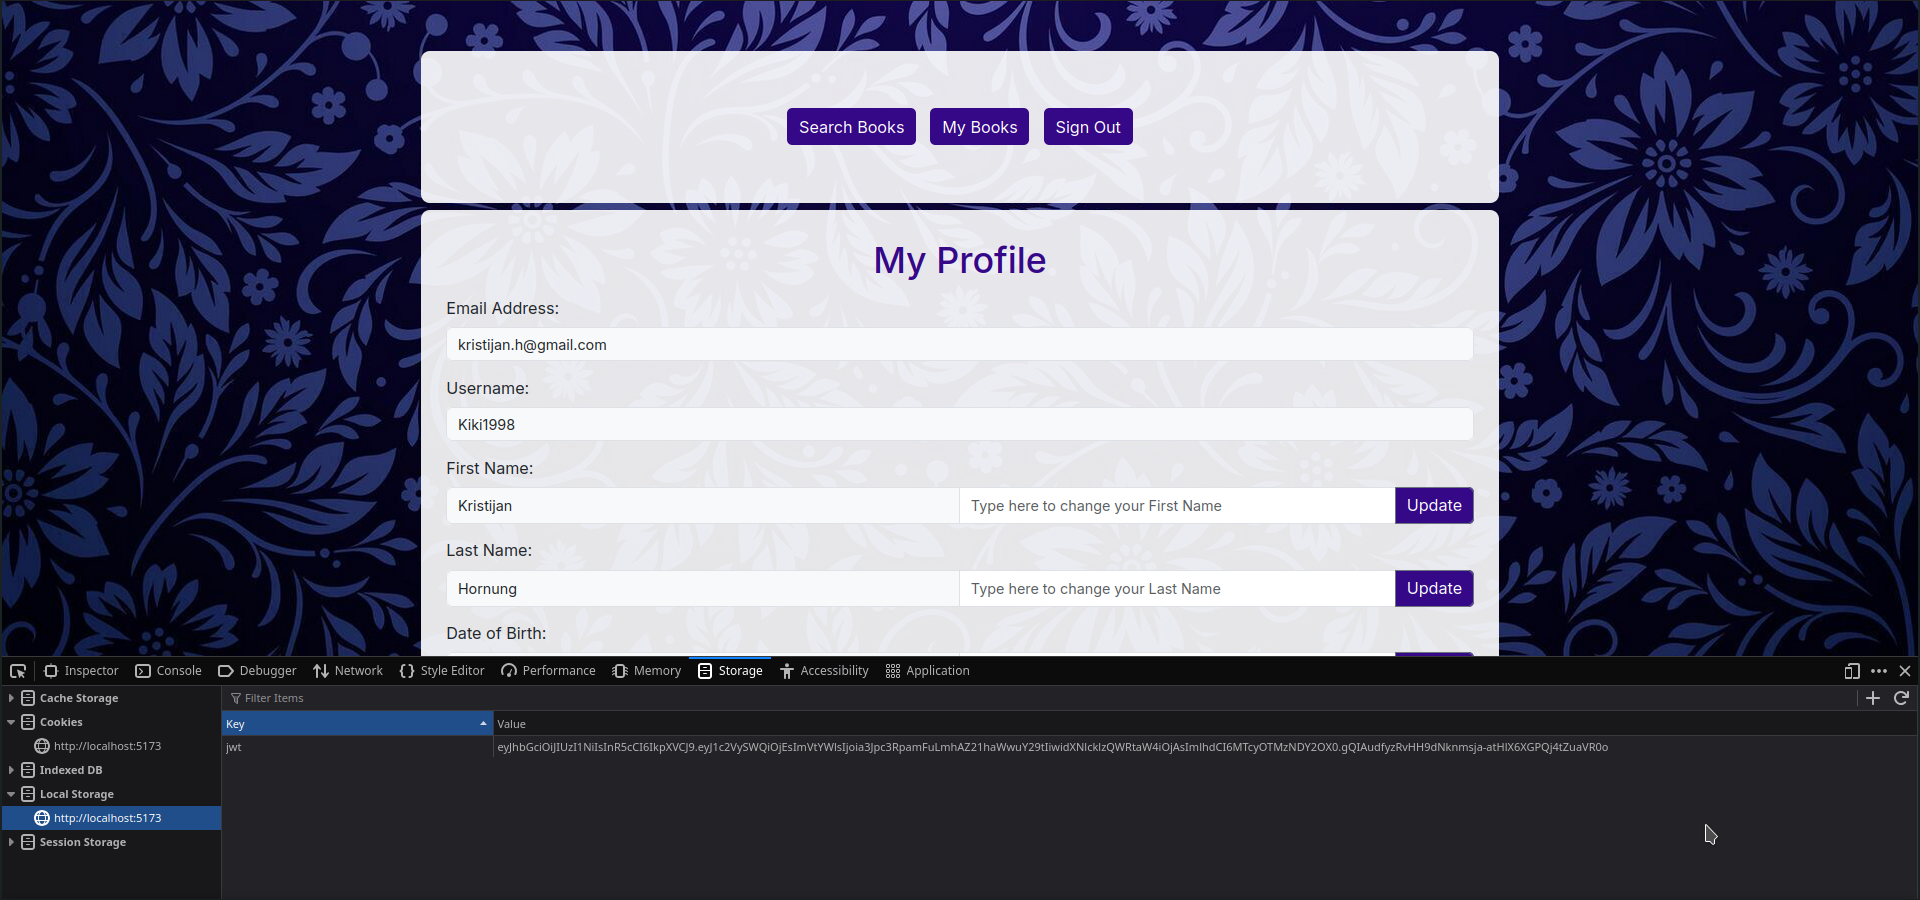 Search Books My Books Sign Out
My Profile
Email Address:
kristijan.h@gmail.com
Username:
Kiki1998
First Name:
Kristijan Type here to change your First Name Update
Last Name:
Hornung Type here to change your Last Name Update
Date of Birth:
Inspector Console Debugger Network Style Editor Performance Memory Storage Accessibility Application
Cache Storage
Cookies
http://localhost:5173
Indexed DB
Local Storage
http://localhost:5173
Session Storage
Filter Items
Key Value
jwt eyJhbGciOiJIUzI1NiIsInR5cCI6IkpXVCJ9.eyJ1c2VySWQiOjEsImVtYWlsIjoia3Jpc3RpamFuLmhAZ21haWwuY29tIiwidXNlcklzQWRtaW4iOjAsImlhdCI6MTcyOTMzNDY2OX0.gQIAudfyzRvHH9dNknmsja-atHlX6XGPQj4tZuaVR0o